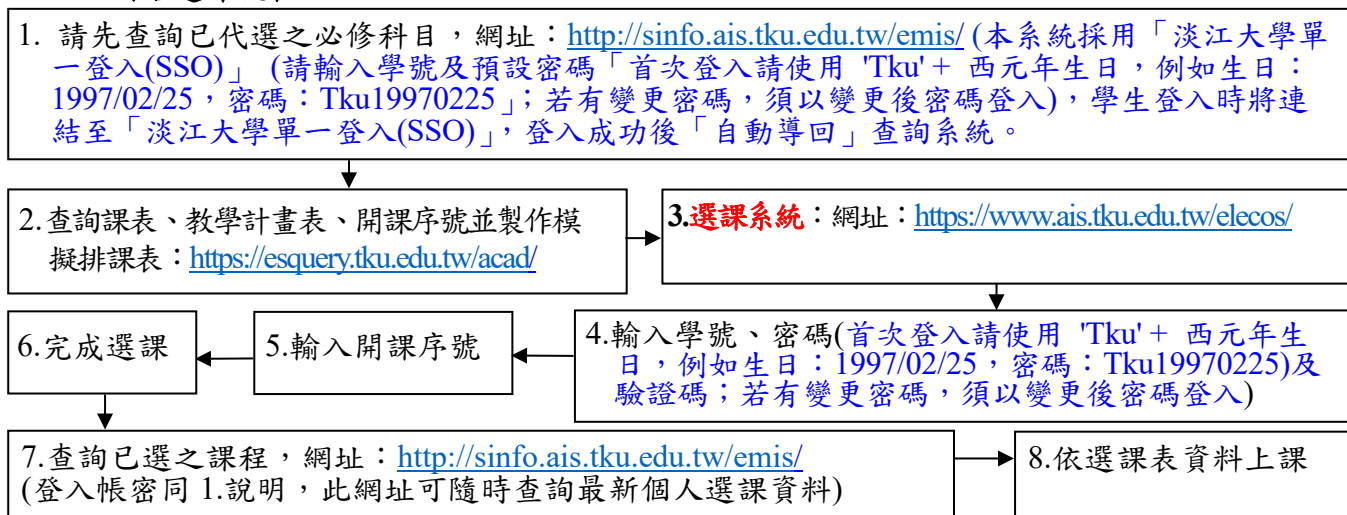 1. 請先查詢已代選之必修科目，網址：http://sinfo.ais.tku.edu.tw/emis/ (本系統採用「淡江大學單
一登入(SSO)」 (請輸入學號及預設密碼「首次登入請使用 'Tku'+ 西元年生日，例如生日：
1997/02/25，密碼：Tku19970225」；若有變更密碼，須以變更後密碼登入)，學生登入時將連
結至「淡江大學單一登入(SSO)」，登入成功後「自動導回」查詢系統。
2.查詢課表、教學計畫表、開課序號並製作模
擬排課表：https://esquery.tku.edu.tw/acad/
3.選課系統：網址：https://www.ais.tku.edu.tw/elecos/
4.輸入學號、密碼(首次登入請使用 'Tku'+ 西元年生
日，例如生日：1997/02/25，密碼：Tku19970225)及
驗證碼；若有變更密碼，須以變更後密碼登入)
5.輸入開課序號
6.完成選課
7.查詢已選之課程，網址：http://sinfo.ais.tku.edu.tw/emis/
(登入帳密同 1.說明，此網址可隨時查詢最新個人選課資料)
8.依選課表資料上課